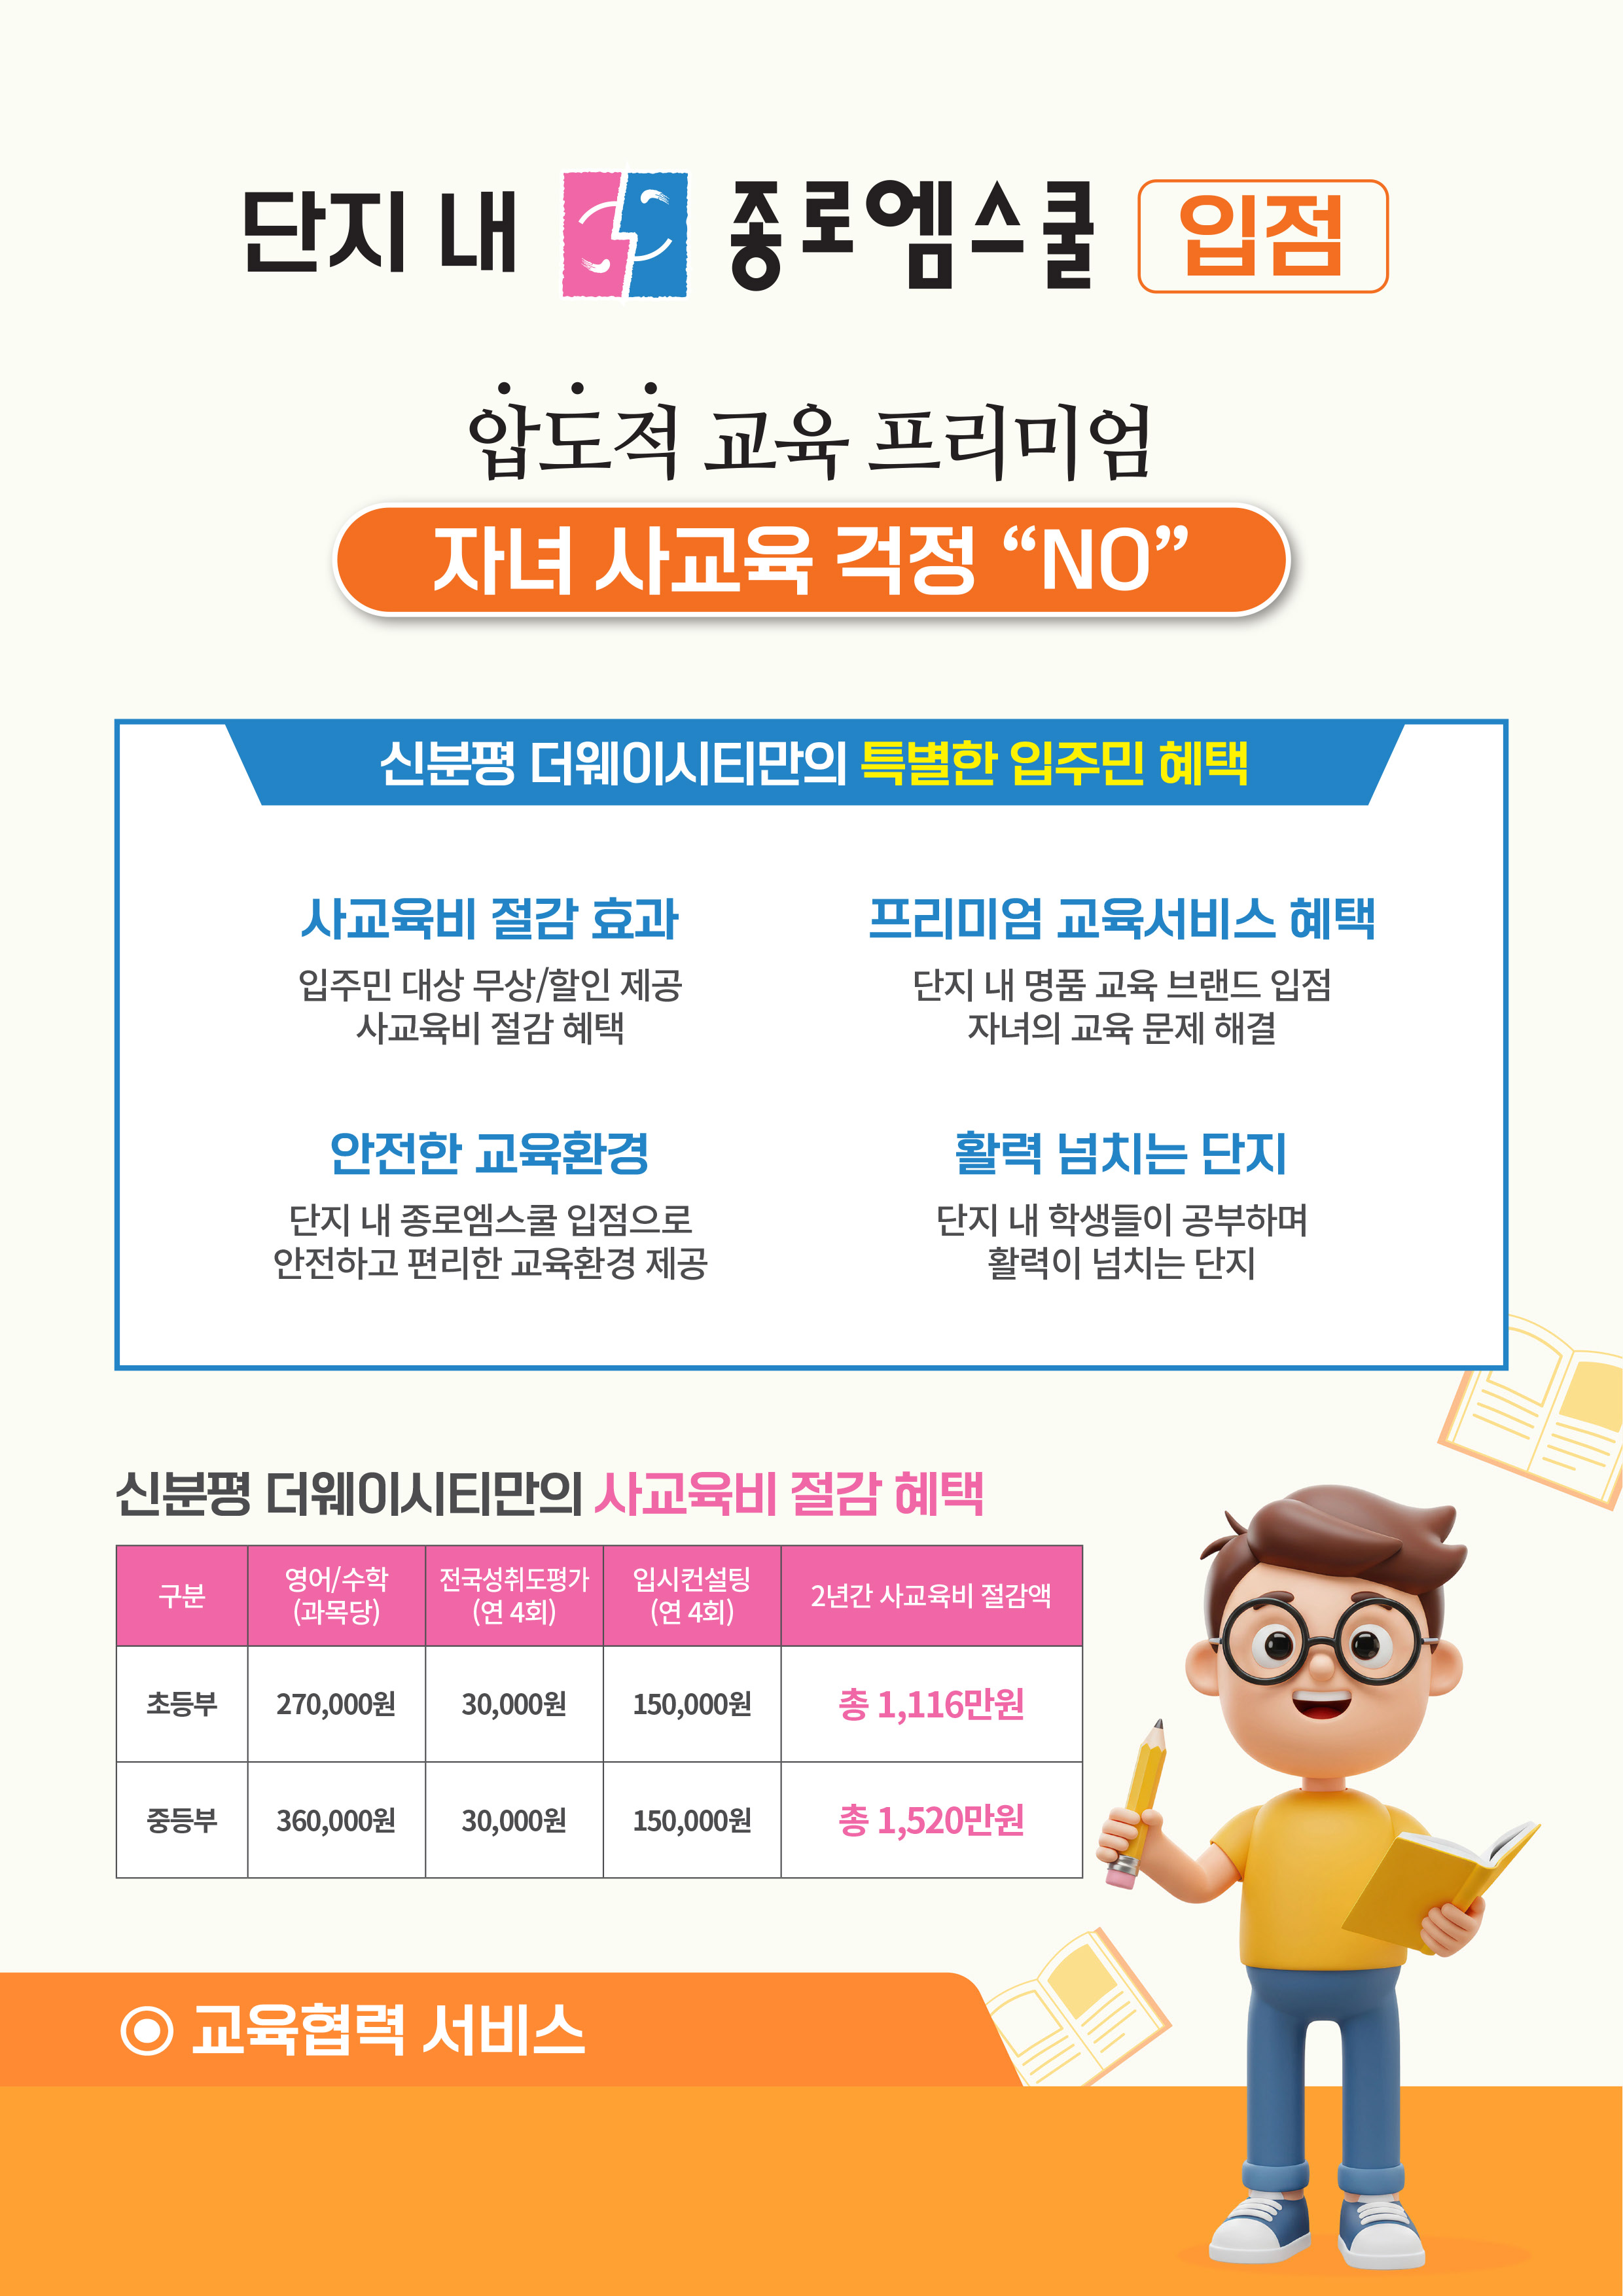 단지 내 종로엠스쿨 입점
압도적 교육 프리미엄
자녀 사교육 걱정 “NO”
신분평 더웨이시티만의 특별한 입주민 혜택
사교육비 절감 효과
입주민 대상 무상/할인 제공
사교육비 절감 혜택
프리미엄 교육서비스 혜택
단지 내 명품 교육 브랜드 입점
자녀의 교육 문제 해결
안전한 교육환경
단지 내 종로엠스쿨 입점으로
안전하고 편리한 교육환경 제공
활력 넘치는 단지
단지 내 학생들이 공부하며
활력이 넘치는 단지
신분평 더웨이시티만의 사교육비 절감 혜택
구분 영어/수학 (과목당) 전국성취도평가 (연 4회) 입시컨설팅 (연 4회) 2년간 사교육비 절감액
초등부 270,000원 30,000원 150,000원 총 1,116만원
중등부 360,000원 30,000원 150,000원 총 1,520만원
교육협력 서비스